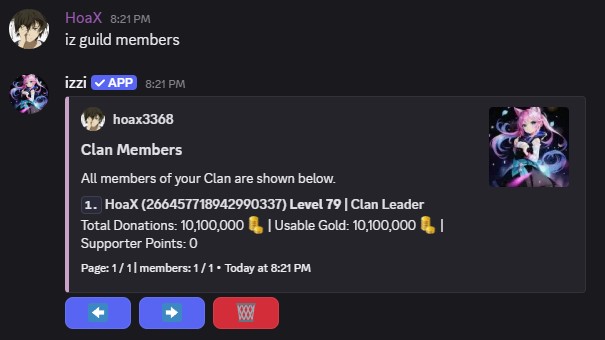 HoaX 8:21 PM
iz guild members
izzi ✓ APP 8:21 PM
hoax3368
Clan Members
All members of your Clan are shown below.
1. HoaX (266457718942990337) Level 79 | Clan Leader
Total Donations: 10,100,000 | Usable Gold: 10,100,000 |
Supporter Points: 0
Page: 1 / 1 | members: 1 / 1 • Today at 8:21 PM